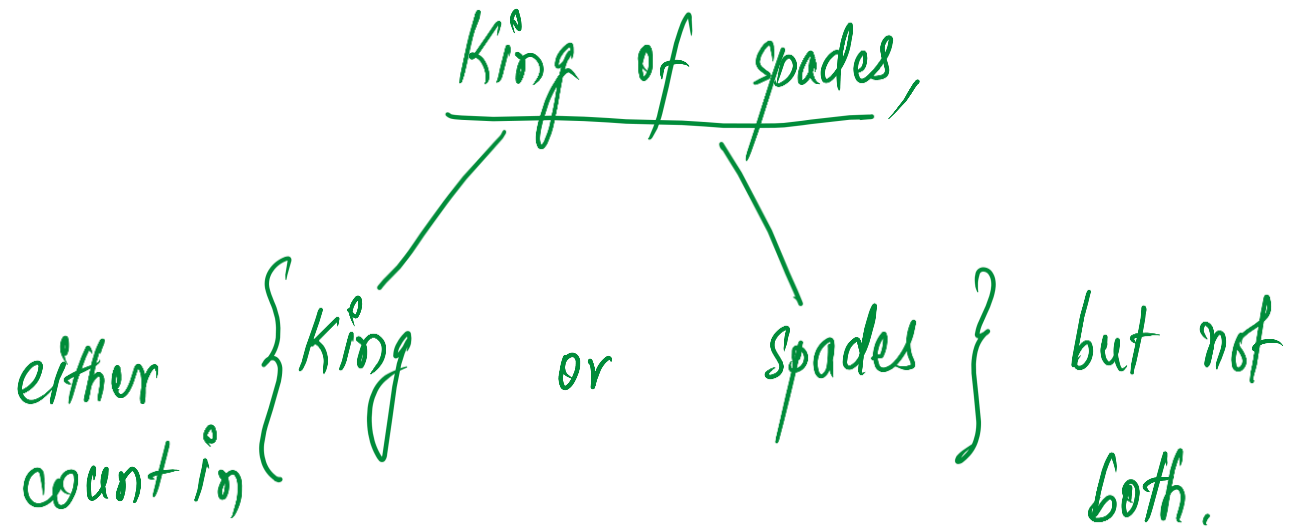 King of spades,
either { King or spades } but not
count in both.